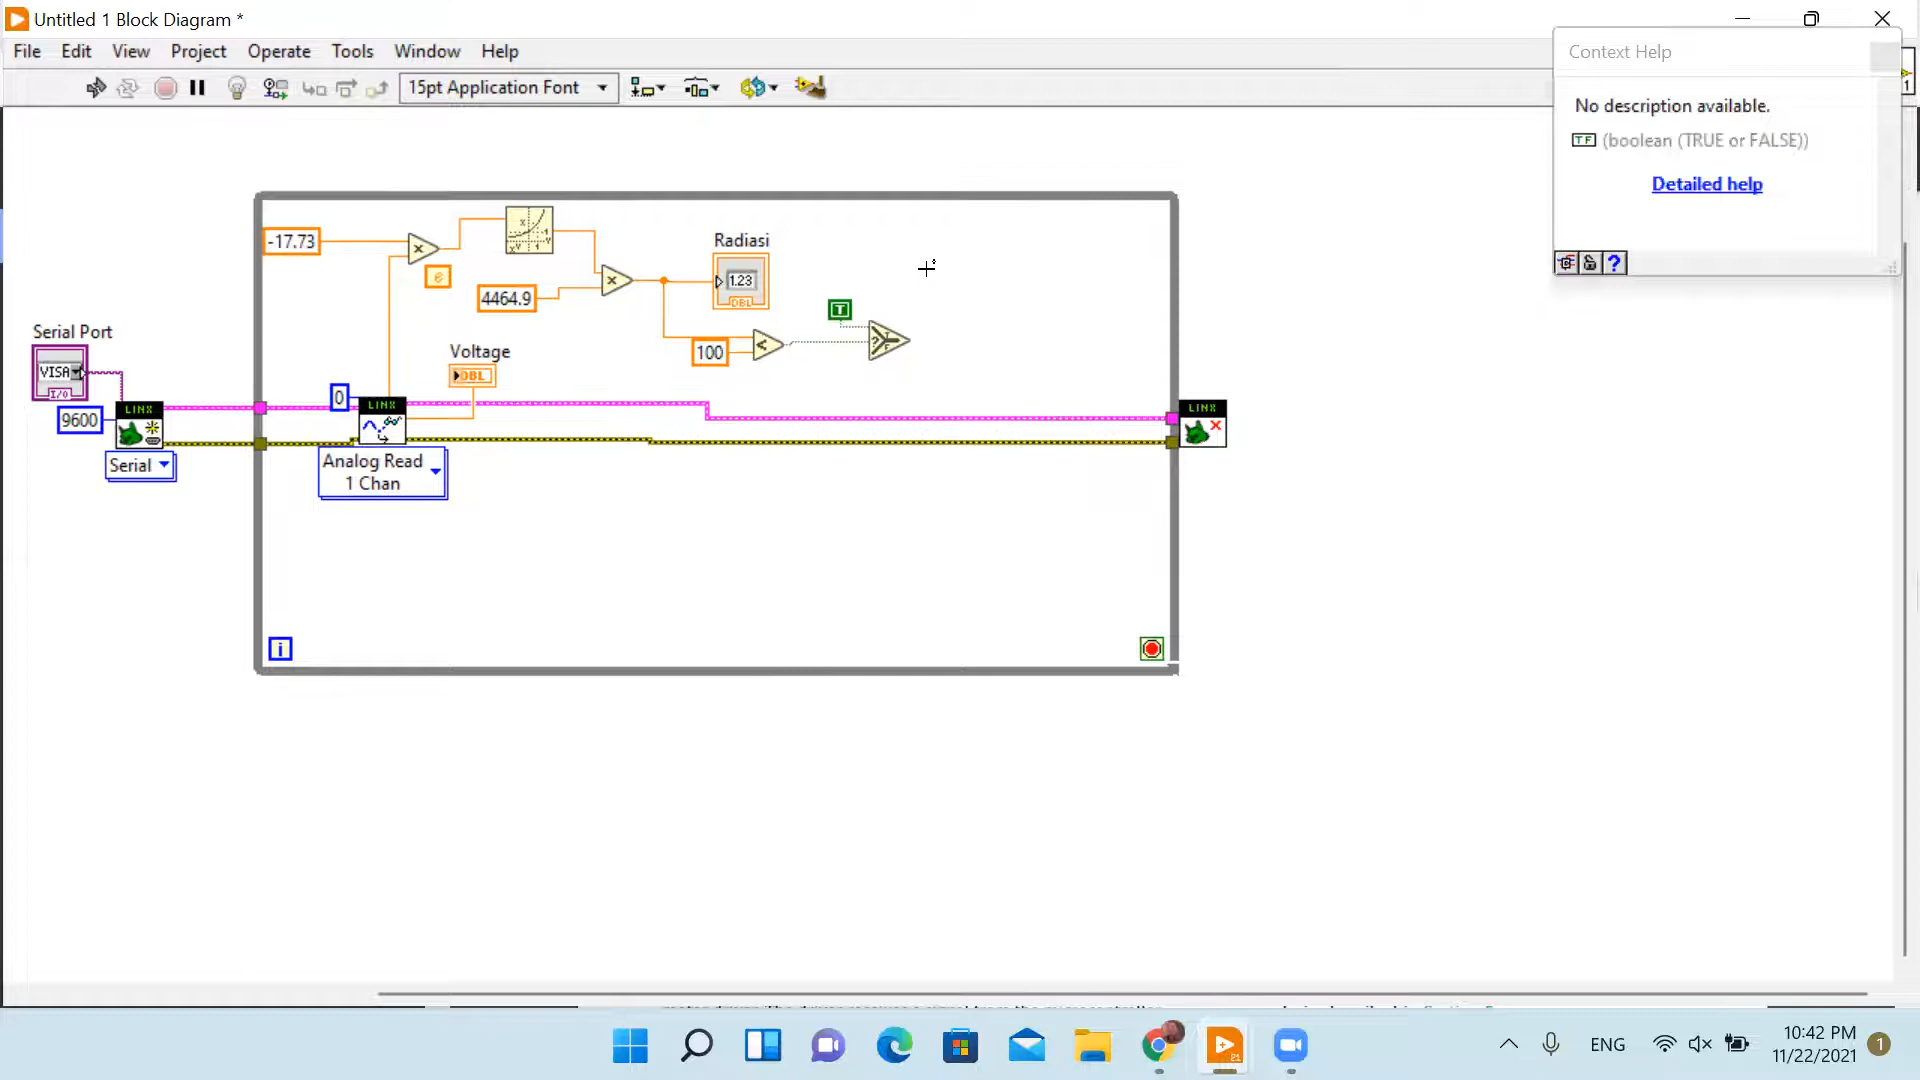 Untitled 1 Block Diagram *
File Edit View Project Operate Tools Window Help
15pt Application Font
1
Context Help
No description available.
TF (boolean (TRUE or FALSE))
Detailed help
?
-17.73
x
e
4464.9
x
Radiasi
1.23
DBL
T
100
<
? T F
Voltage
DBL
Serial Port
VISA
I/O
9600
LINX
Serial
0
LINX
Analog Read
1 Chan
LINX
i
21
ENG
10:42 PM
11/22/2021
1